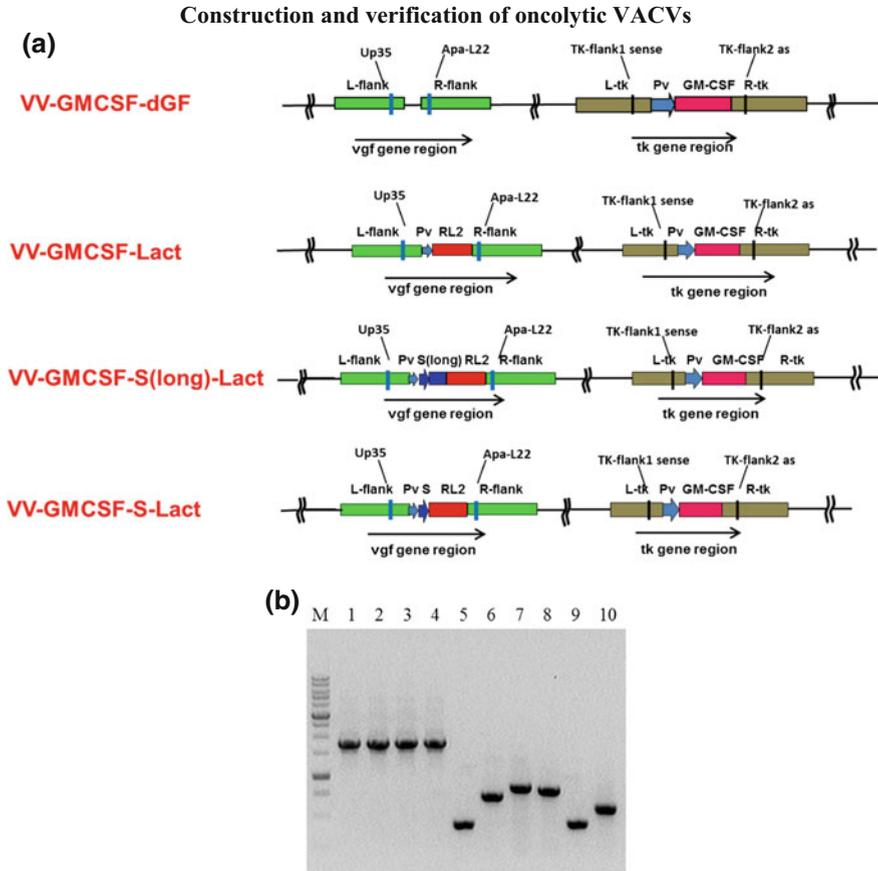 Construction and verification of oncolytic VACVs
(a)
Up35 Apa-L22 TK-flank1 sense TK-flank2 as
L-flank R-flank L-tk Pv GM-CSF R-tk
VV-GMCSF-dGF
vgf gene region tk gene region
Up35 Apa-L22 TK-flank1 sense TK-flank2 as
L-flank Pv RL2 R-flank L-tk Pv GM-CSF R-tk
VV-GMCSF-Lact
vgf gene region tk gene region
Up35 Apa-L22 TK-flank1 sense TK-flank2 as
L-flank Pv S(long) RL2 R-flank L-tk Pv GM-CSF R-tk
VV-GMCSF-S(long)-Lact
vgf gene region tk gene region
Up35 Apa-L22 TK-flank1 sense TK-flank2 as
L-flank Pv S RL2 R-flank L-tk Pv GM-CSF R-tk
VV-GMCSF-S-Lact
vgf gene region tk gene region
(b)
M 1 2 3 4 5 6 7 8 9 10